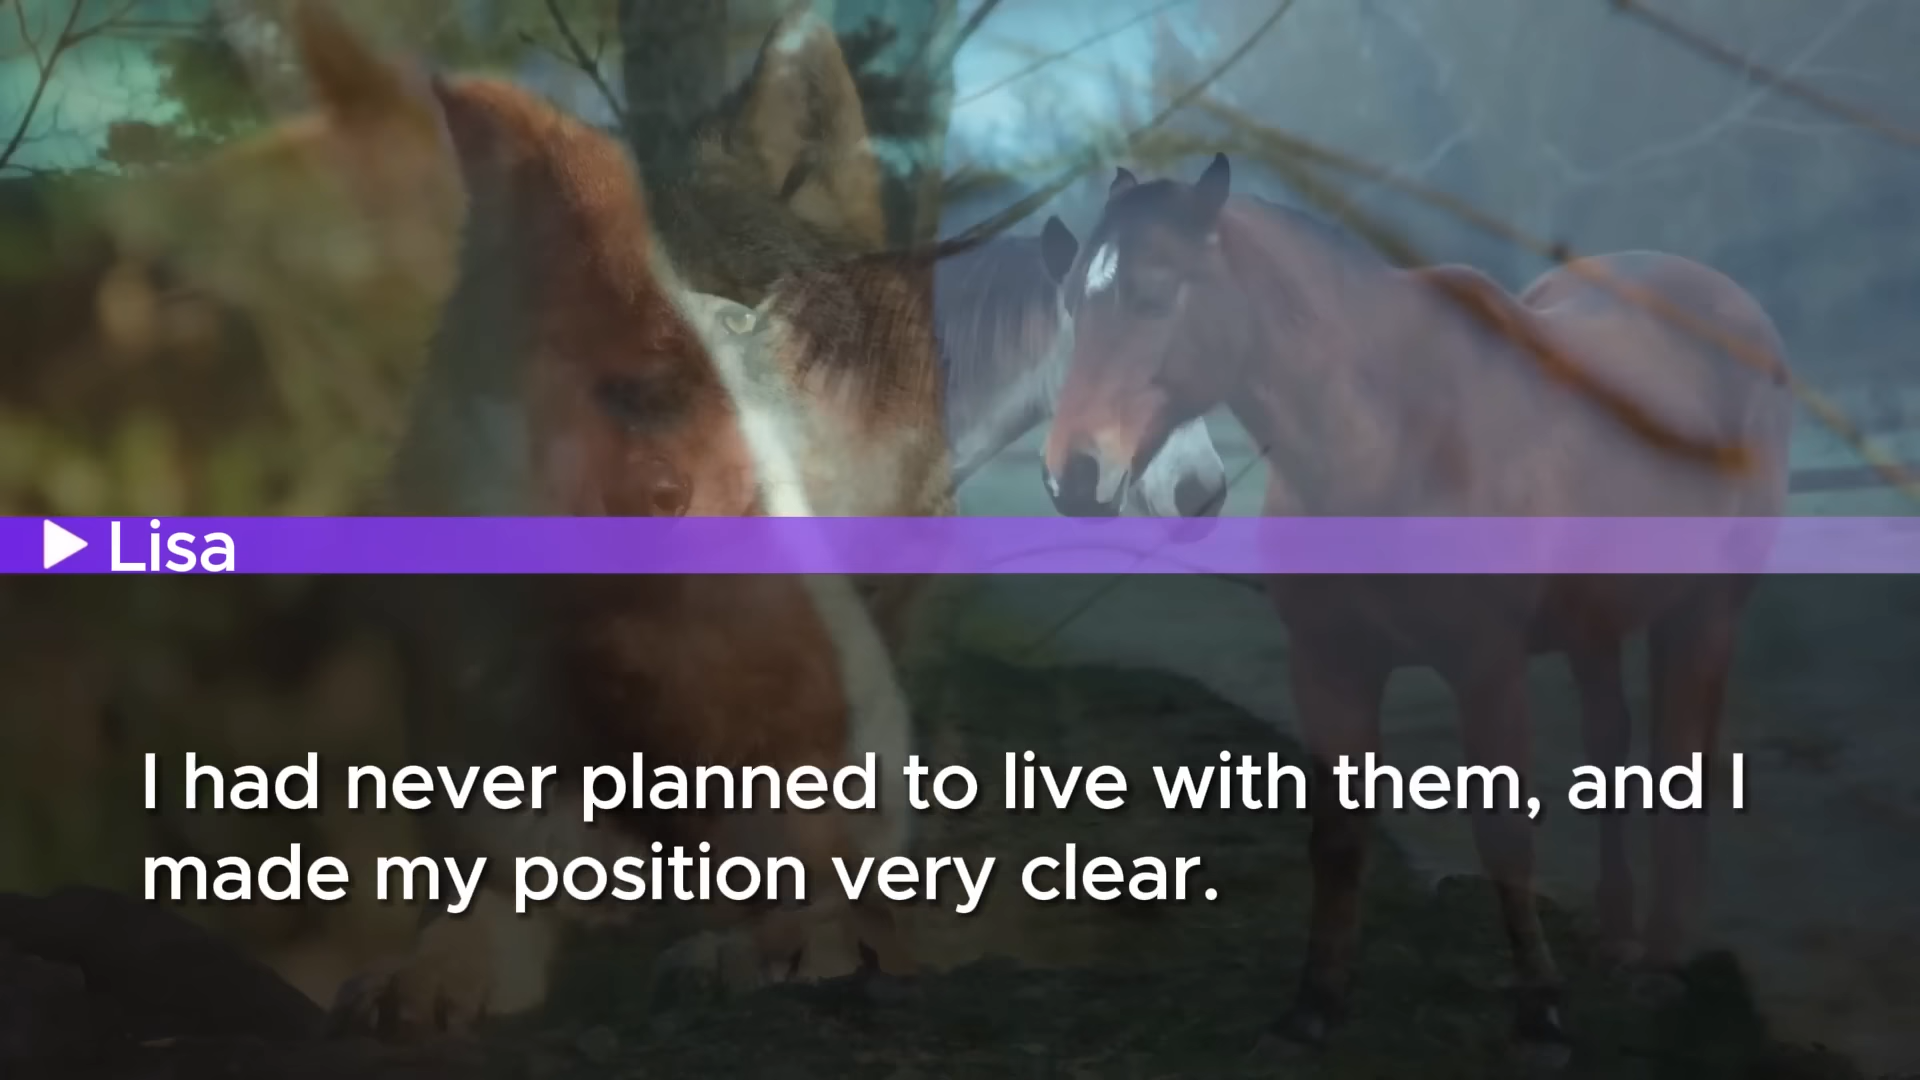 Lisa
I had never planned to live with them, and I
made my position very clear.